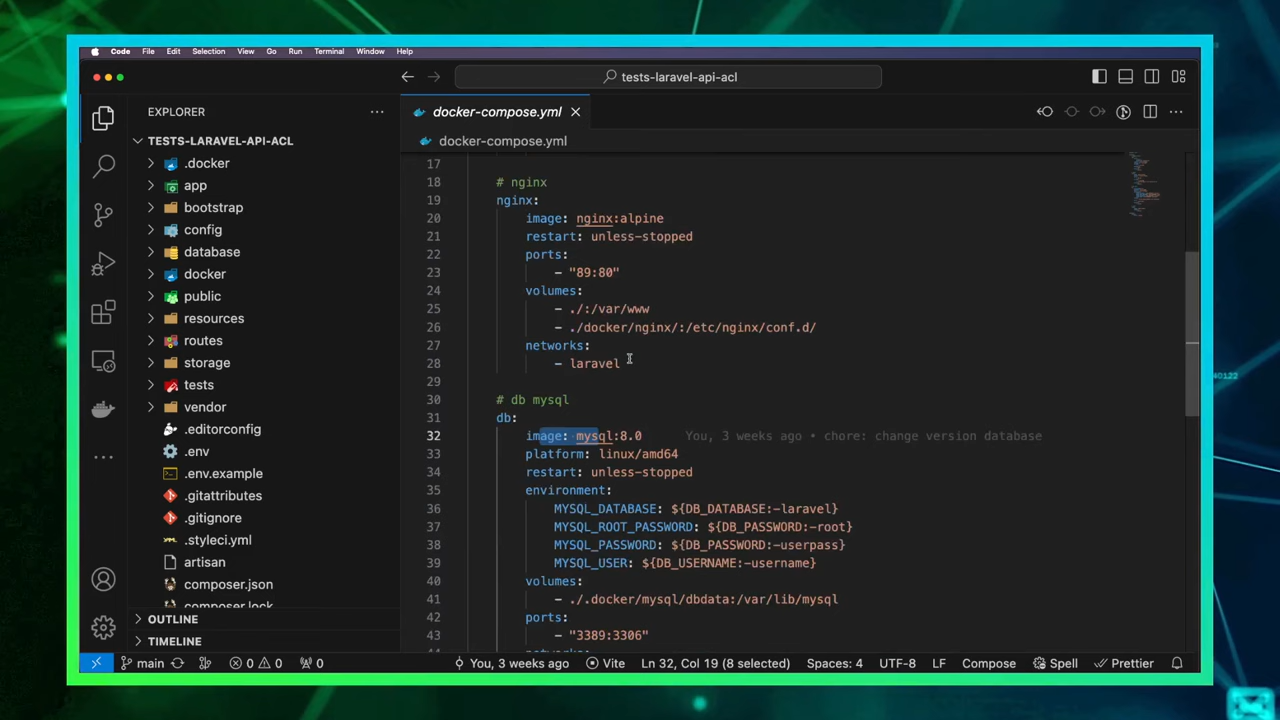 Code File Edit Selection View Go Run Terminal Window Help
tests-laravel-api-acl
EXPLORER
TESTS-LARAVEL-API-ACL
.docker
app
bootstrap
config
database
docker
public
resources
routes
storage
tests
vendor
.editorconfig
.env
.env.example
.gitattributes
.gitignore
.styleci.yml
artisan
composer.json
composer.lock
OUTLINE
TIMELINE
docker-compose.yml
docker-compose.yml
17
18 # nginx
19 nginx:
20 image: nginx:alpine
21 restart: unless-stopped
22 ports:
23 - "89:80"
24 volumes:
25 - ./:/var/www
26 - ./docker/nginx/:/etc/nginx/conf.d/
27 networks:
28 - laravel
29
30 # db mysql
31 db:
32 image: mysql:8.0 You, 3 weeks ago • chore: change version database
33 platform: linux/amd64
34 restart: unless-stopped
35 environment:
36 MYSQL_DATABASE: ${DB_DATABASE:-laravel}
37 MYSQL_ROOT_PASSWORD: ${DB_PASSWORD:-root}
38 MYSQL_PASSWORD: ${DB_PASSWORD:-userpass}
39 MYSQL_USER: ${DB_USERNAME:-username}
40 volumes:
41 - ./.docker/mysql/dbdata:/var/lib/mysql
42 ports:
43 - "3389:3306"
main 0 0 0 You, 3 weeks ago Vite Ln 32, Col 19 (8 selected) Spaces: 4 UTF-8 LF Compose Spell Prettier